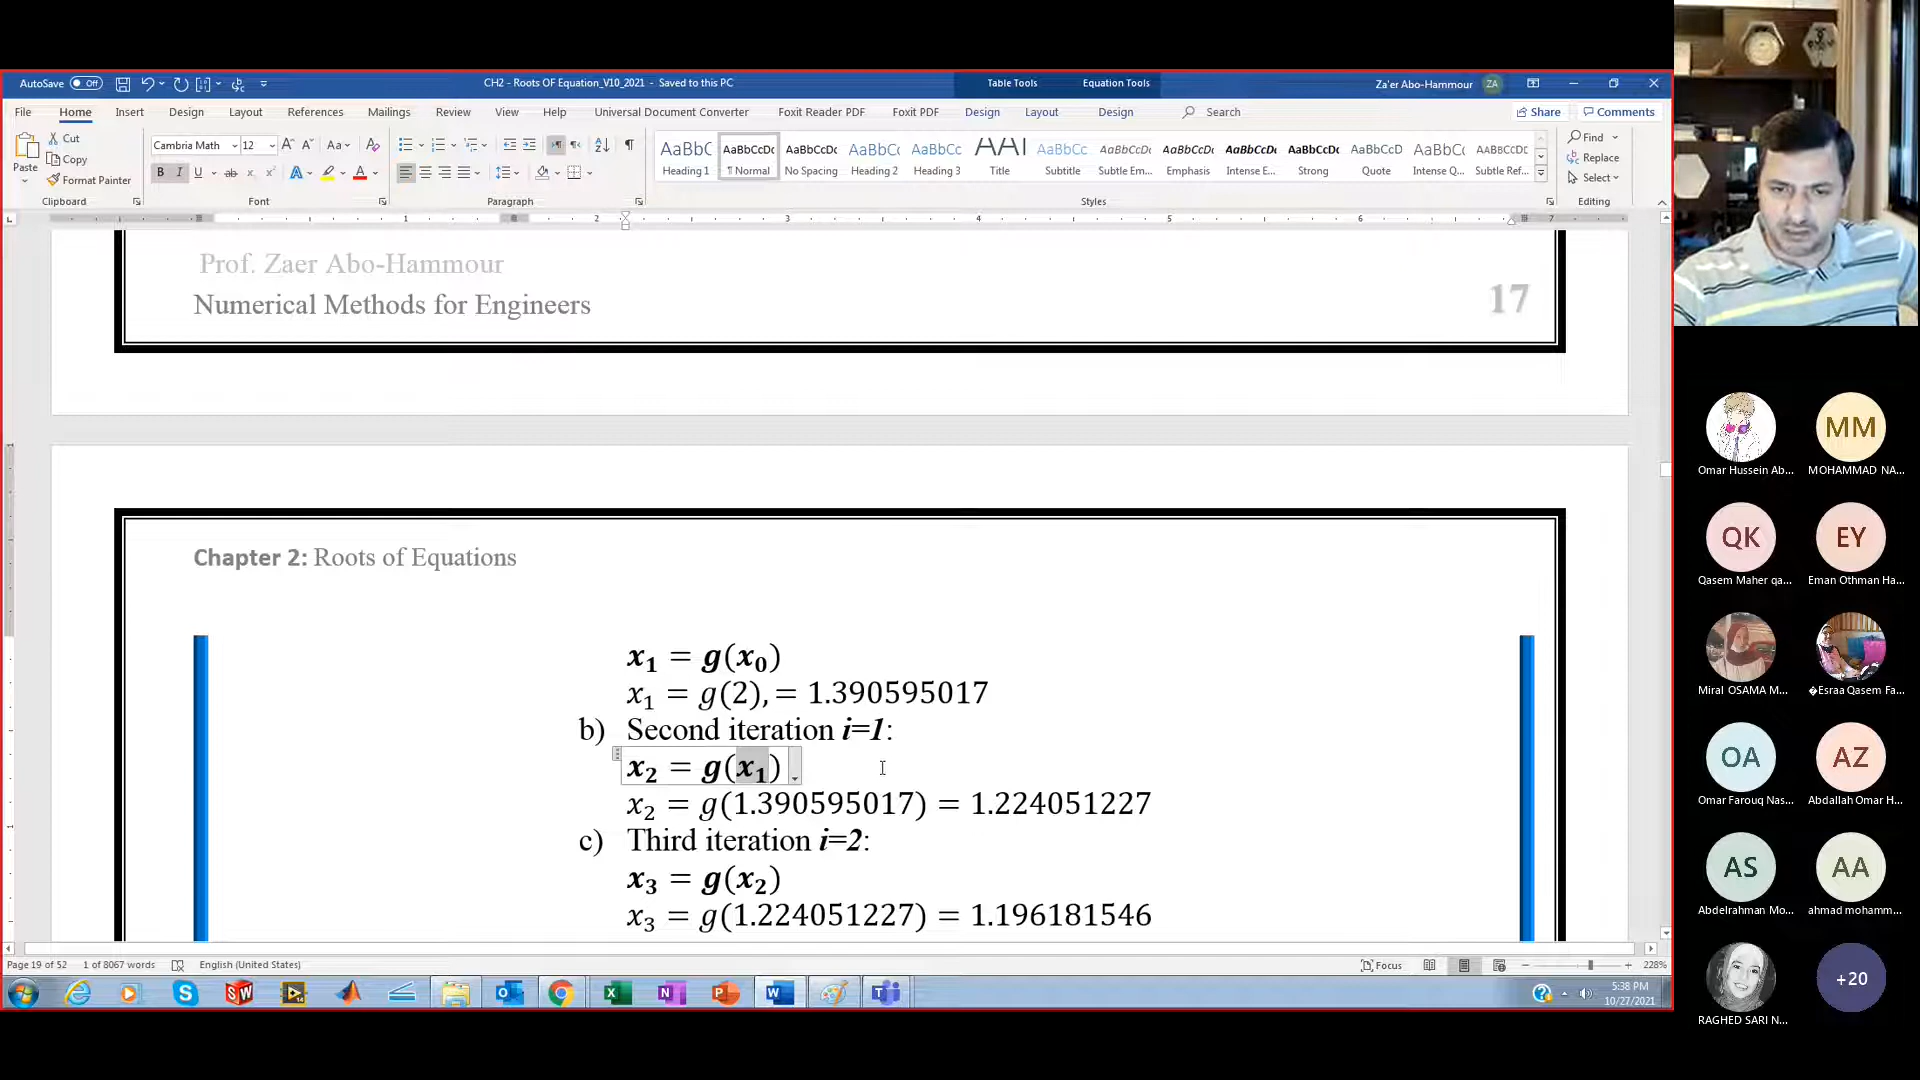 AutoSave Off
CH2 - Roots OF Equation_V10_2021 - Saved to this PC
Table Tools
Equation Tools
Za'er Abo-Hammour ZA
File Home Insert Design Layout References Mailings Review View Help Universal Document Converter Foxit Reader PDF Foxit PDF Design Layout Design Search
Share Comments
Paste
Cut
Copy
Format Painter
Cambria Math 12
Heading 1 ¶ Normal No Spacing Heading 2 Heading 3 Title Subtitle Subtle Em... Emphasis Intense E... Strong Quote Intense Q... Subtle Ref...
Find
Replace
Select
Clipboard Font Paragraph Styles Editing
1 2 3 4 5 6 7
Prof. Zaer Abo-Hammour
Numerical Methods for Engineers
17
Chapter 2: Roots of Equations
x₁ = g(x₀)
x₁ = g(2), = 1.390595017
b) Second iteration i=1:
x₂ = g(x₁)
x₂ = g(1.390595017) = 1.224051227
c) Third iteration i=2:
x₃ = g(x₂)
x₃ = g(1.224051227) = 1.196181546
Page 19 of 52 1 of 8067 words English (United States)
Focus
228%
5:38 PM
10/27/2021
Omar Hussein Ab...
MM
MOHAMMAD NA...
QK
Qasem Maher qa...
EY
Eman Othman Ha...
Miral OSAMA M...
�Esraa Qasem Fa...
OA
Omar Farouq Nas...
AZ
Abdallah Omar H...
AS
Abdelrahman Mo...
AA
ahmad mohamm...
RAGHED SARI N...
+20